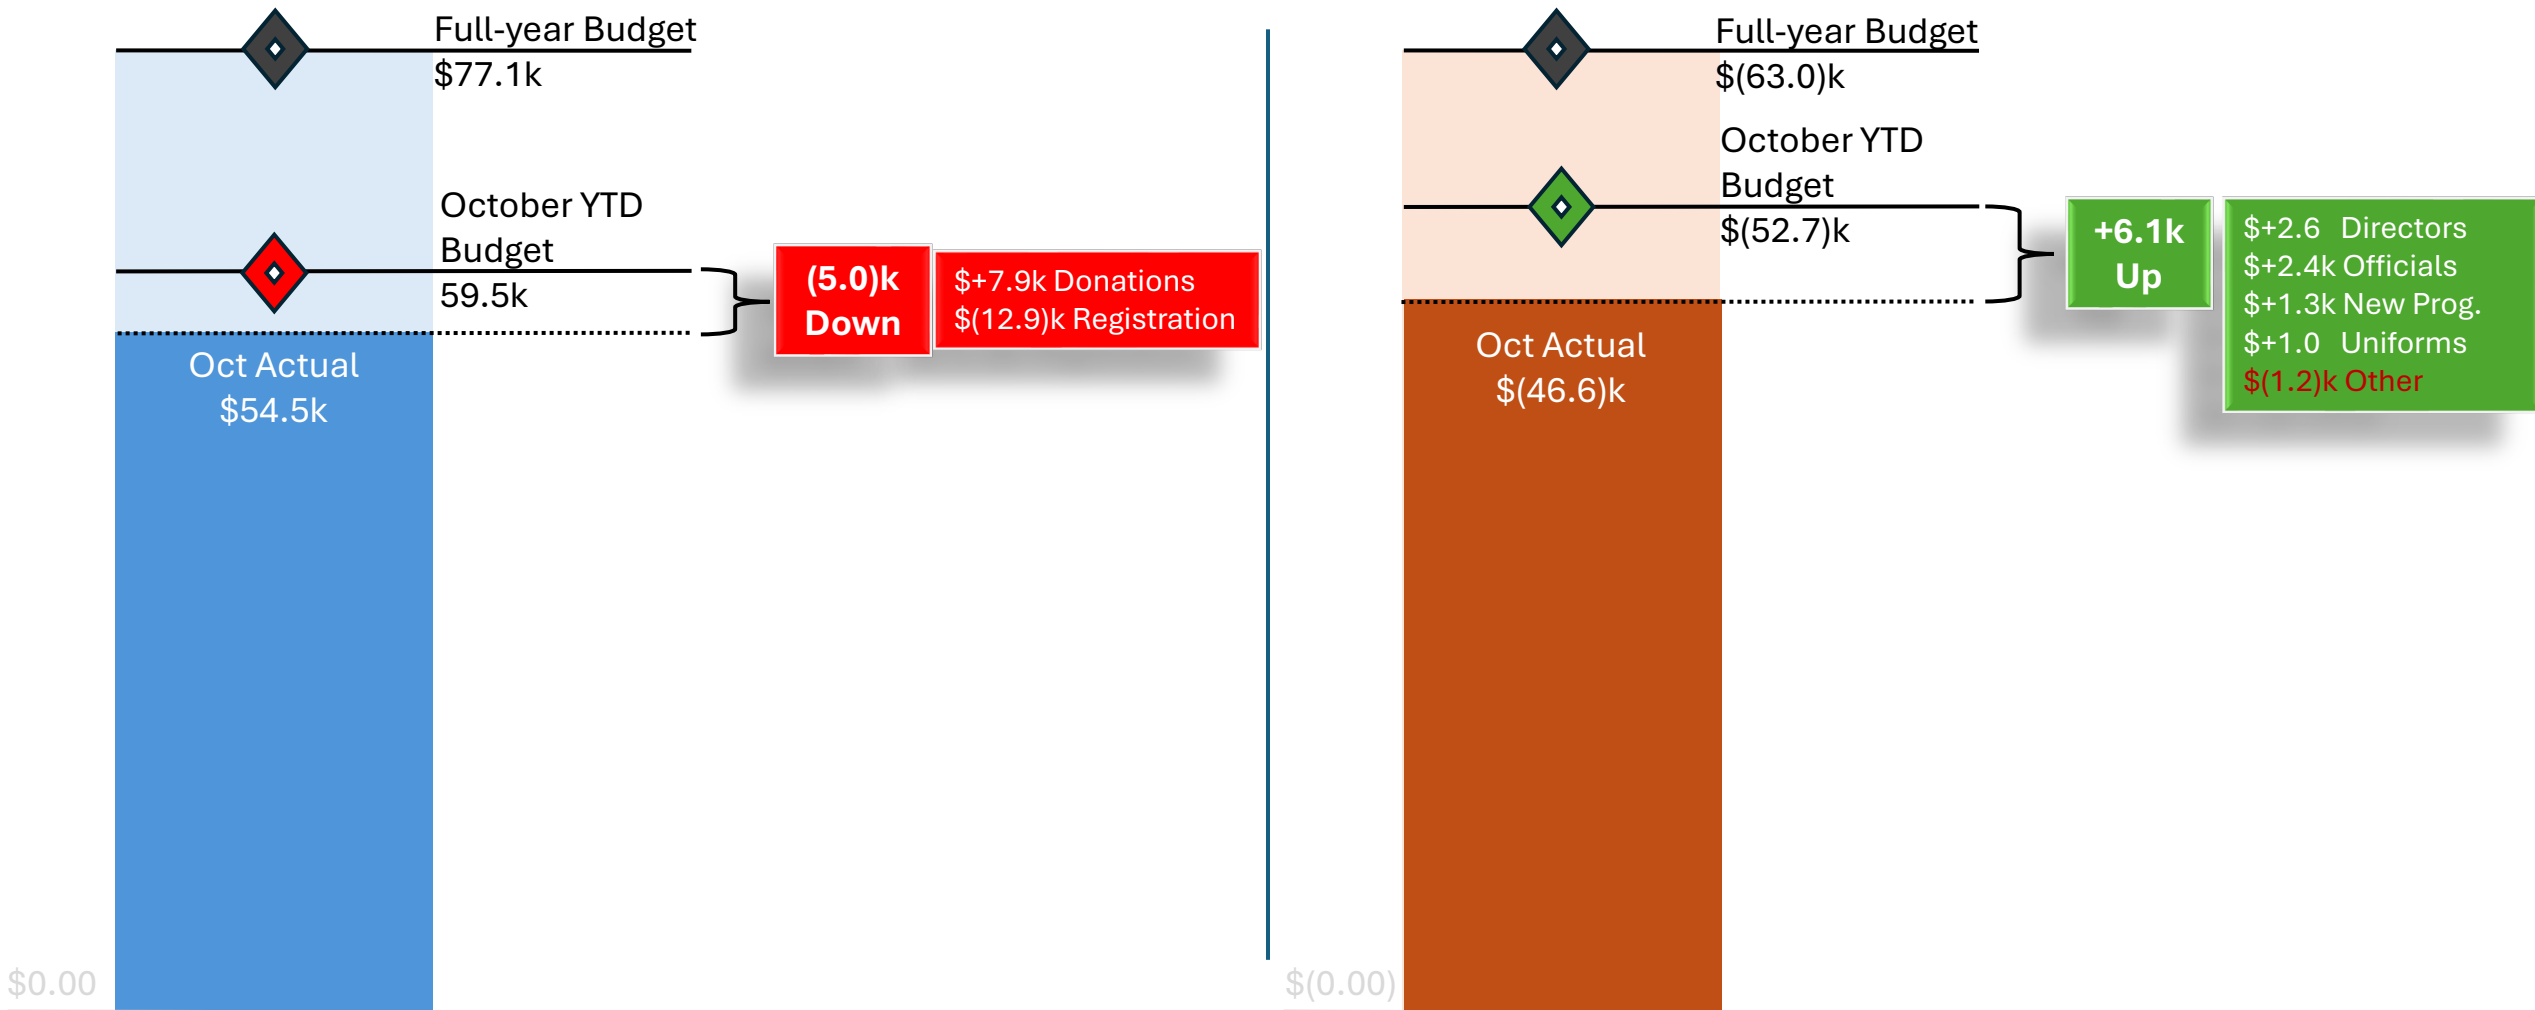 Full-year Budget
$77.1k
October YTD
Budget
59.5k
(5.0)k
Down
$+7.9k Donations
$(12.9)k Registration
Oct Actual
$54.5k
$0.00
Full-year Budget
$(63.0)k
October YTD
Budget
$(52.7)k
+6.1k
Up
$+2.6 Directors
$+2.4k Officials
$+1.3k New Prog.
$+1.0 Uniforms
$(1.2)k Other
Oct Actual
$(46.6)k
$(0.00)